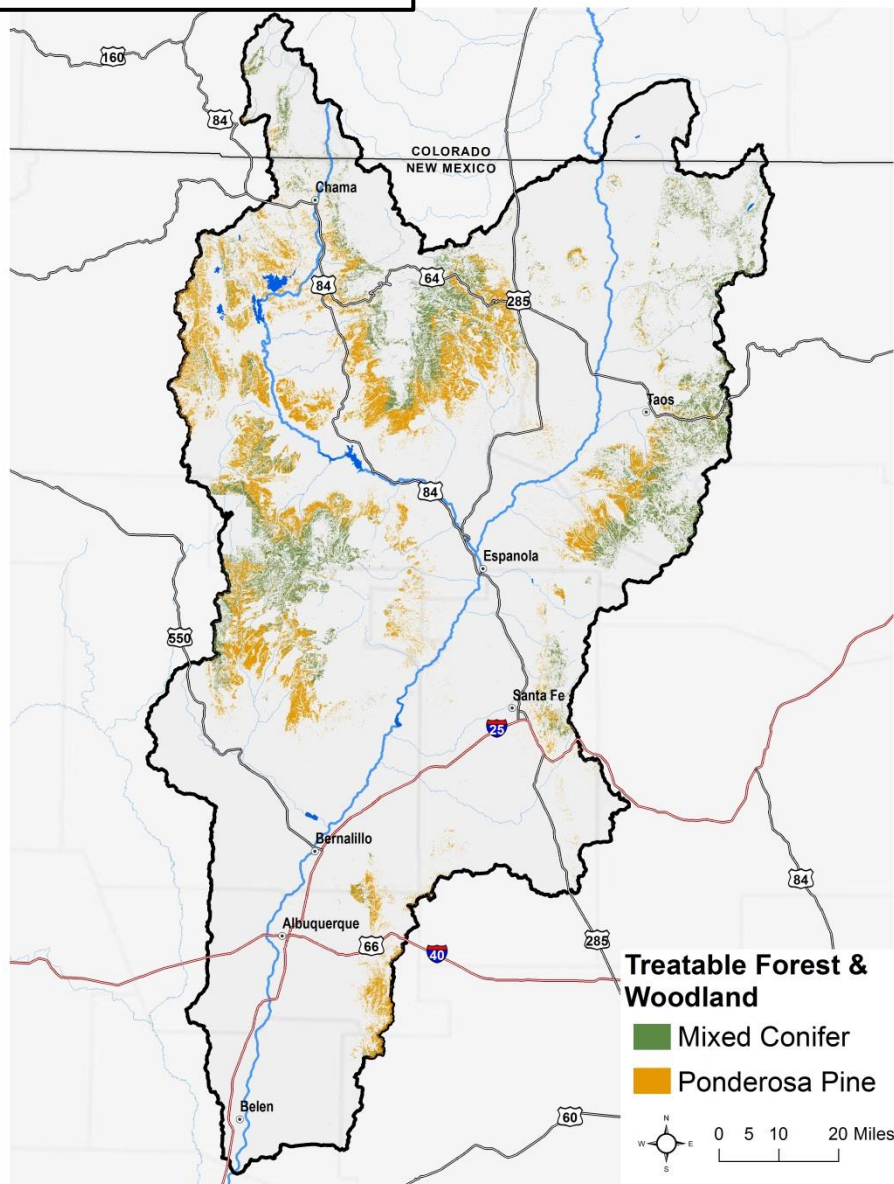 160
84
COLORADO
NEW MEXICO
Chama
64
84
285
Taos
84
Espanola
550
Santa Fe
25
Bernalillo
84
Albuquerque
66
40
285
Treatable Forest &
Woodland
Mixed Conifer
Ponderosa Pine
Belen
60
N
W E
S
0 5 10 20 Miles